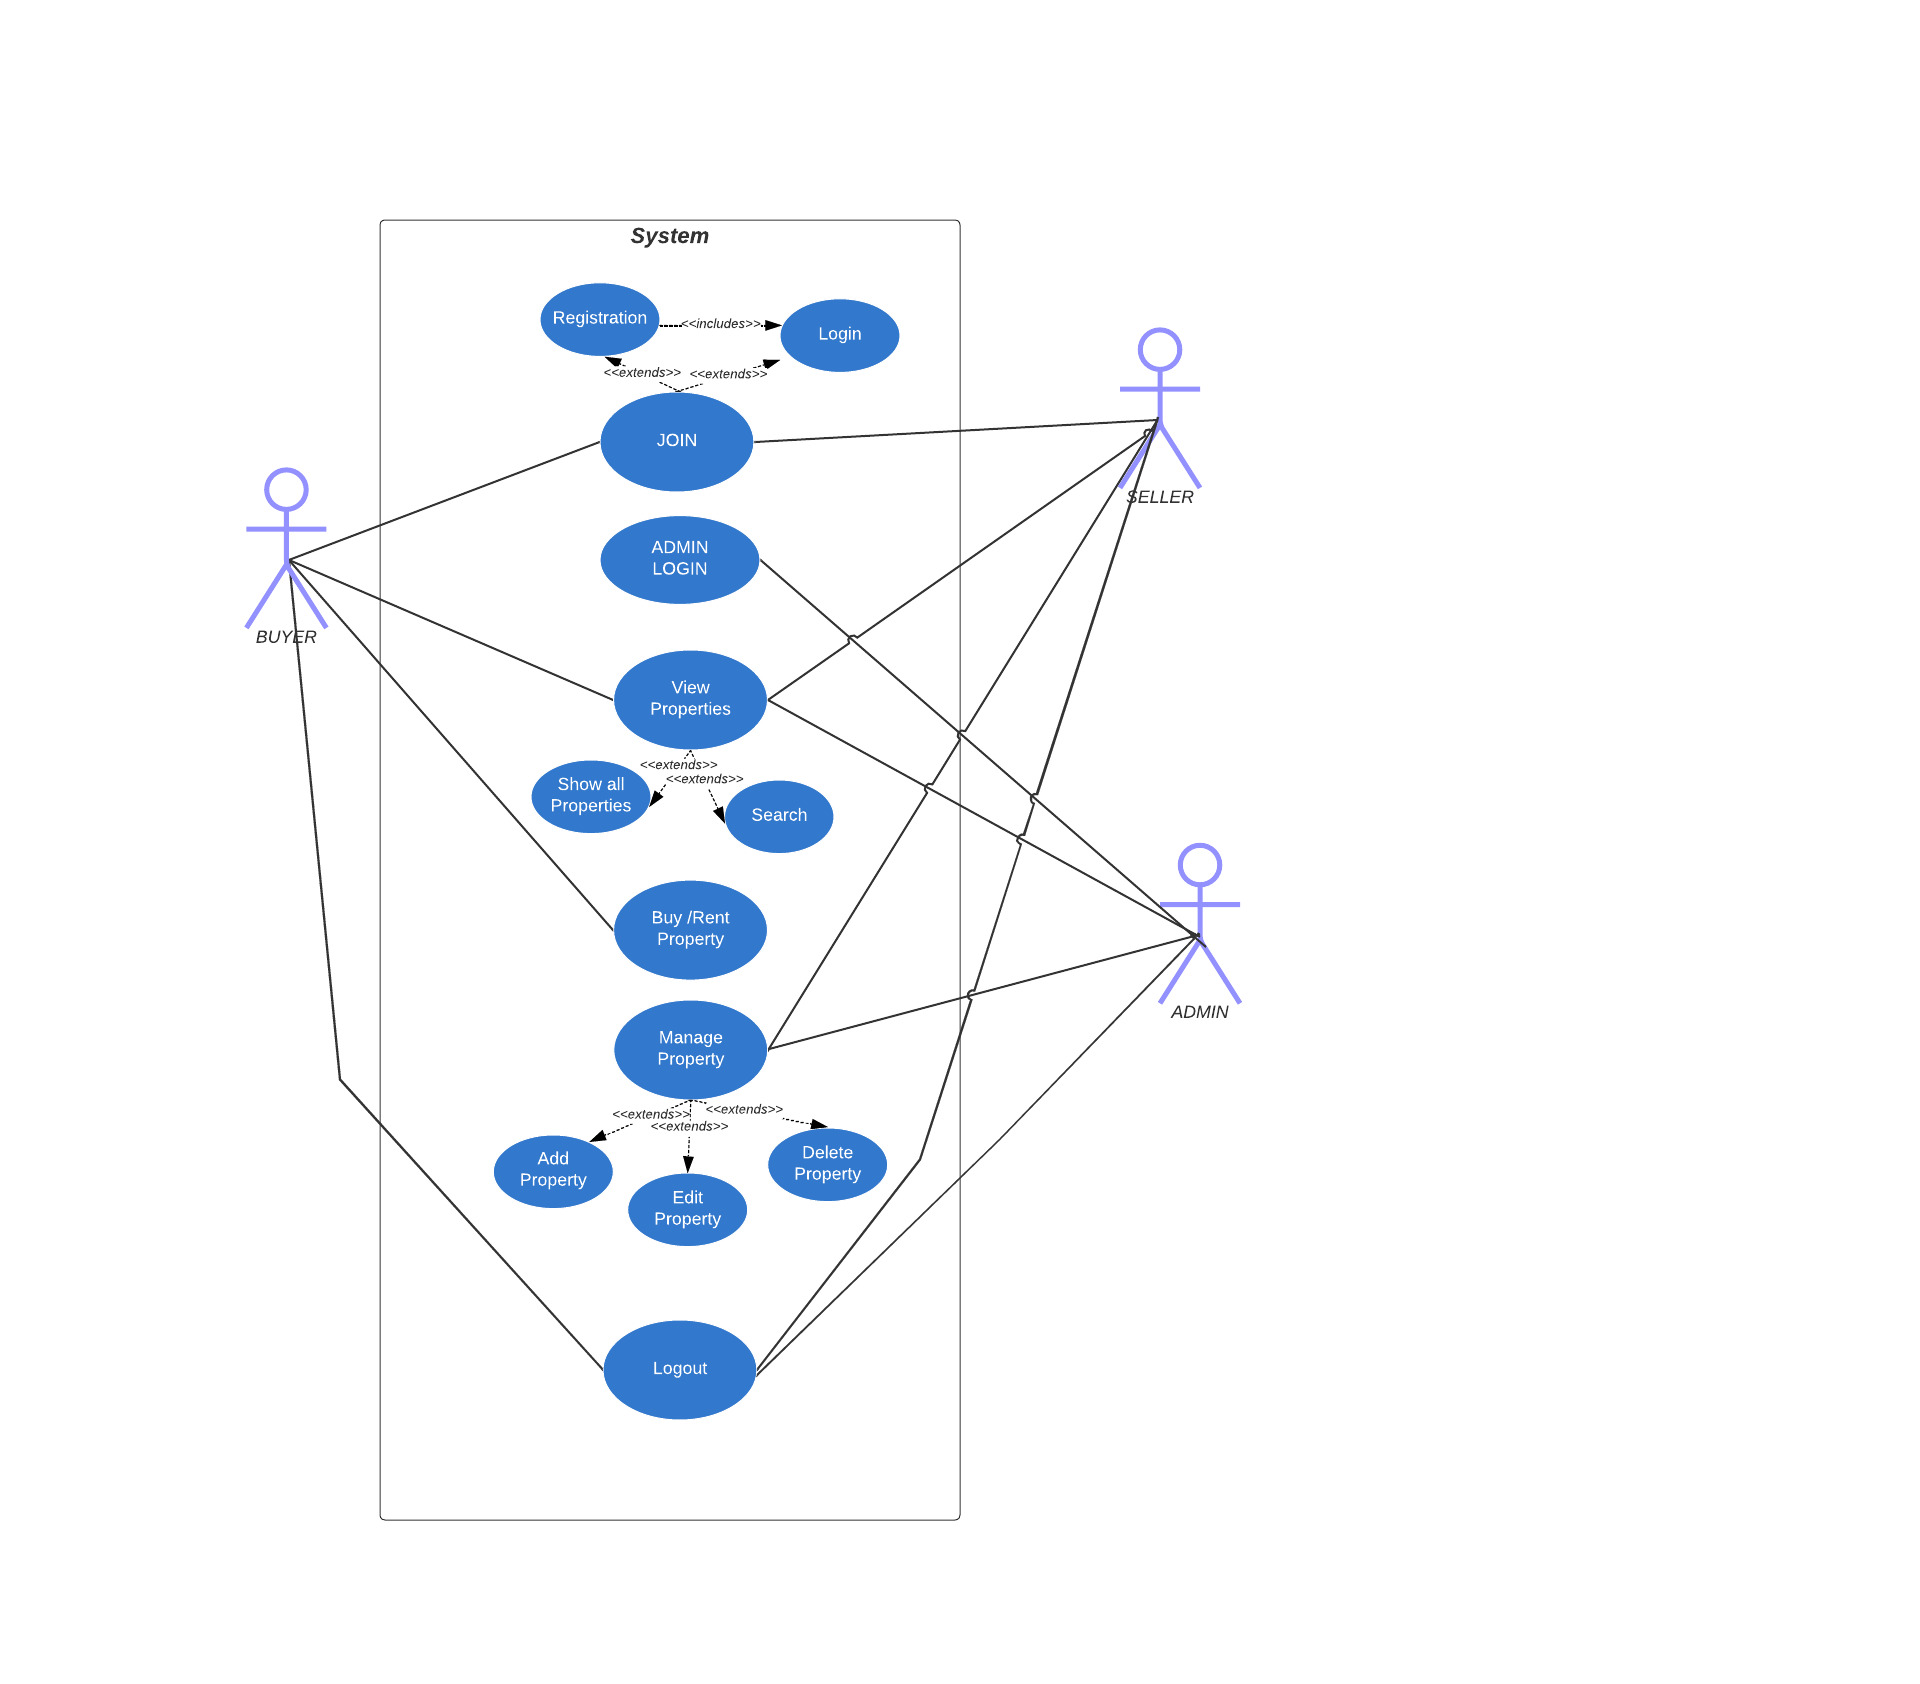 System
Registration
<<includes>>
Login
<<extends>>
<<extends>>
JOIN
SELLER
ADMIN
LOGIN
BUYER
View
Properties
<<extends>>
<<extends>>
Show all
Properties
Search
Buy /Rent
Property
ADMIN
Manage
Property
<<extends>>
<<extends>>
<<extends>>
Add
Property
Delete
Property
Edit
Property
Logout